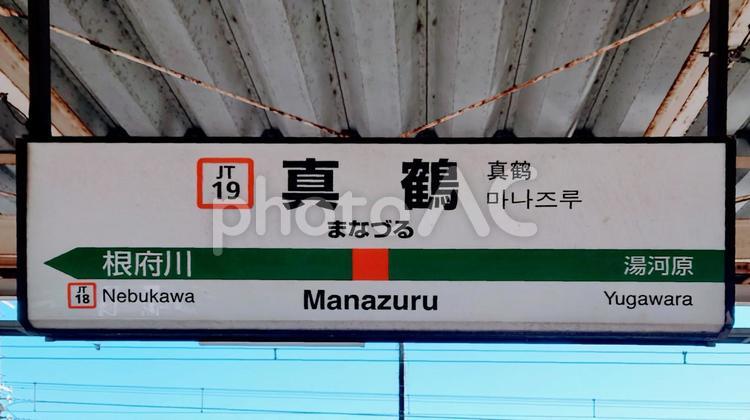 JT
19
真鶴
真鶴
마나즈루
まなづる
根府川
湯河原
JT
18
Nebukawa
Manazuru
Yugawara
photoAC